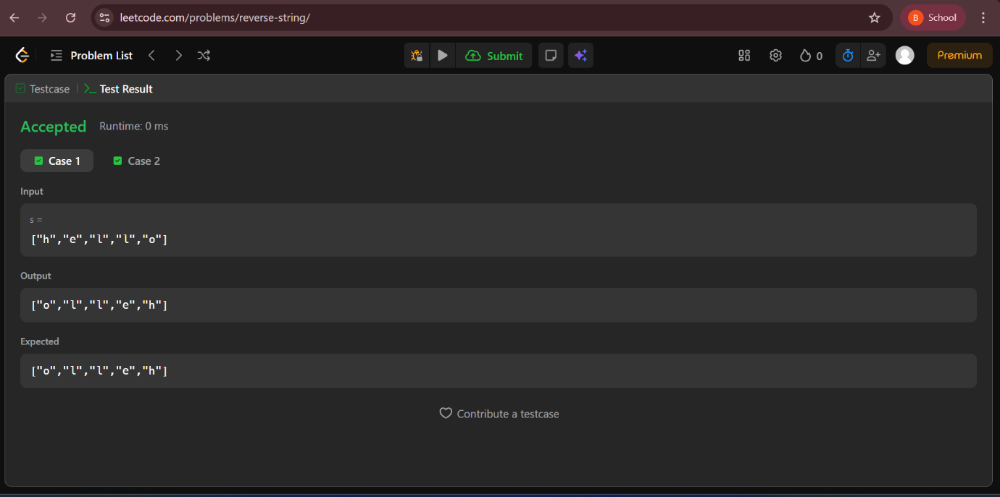 leetcode.com/problems/reverse-string/
B School
Problem List
Submit
0
Premium
Testcase
Test Result
Accepted Runtime: 0 ms
Case 1 Case 2
Input
s =
["h","e","l","l","o"]
Output
["o","l","l","e","h"]
Expected
["o","l","l","e","h"]
Contribute a testcase